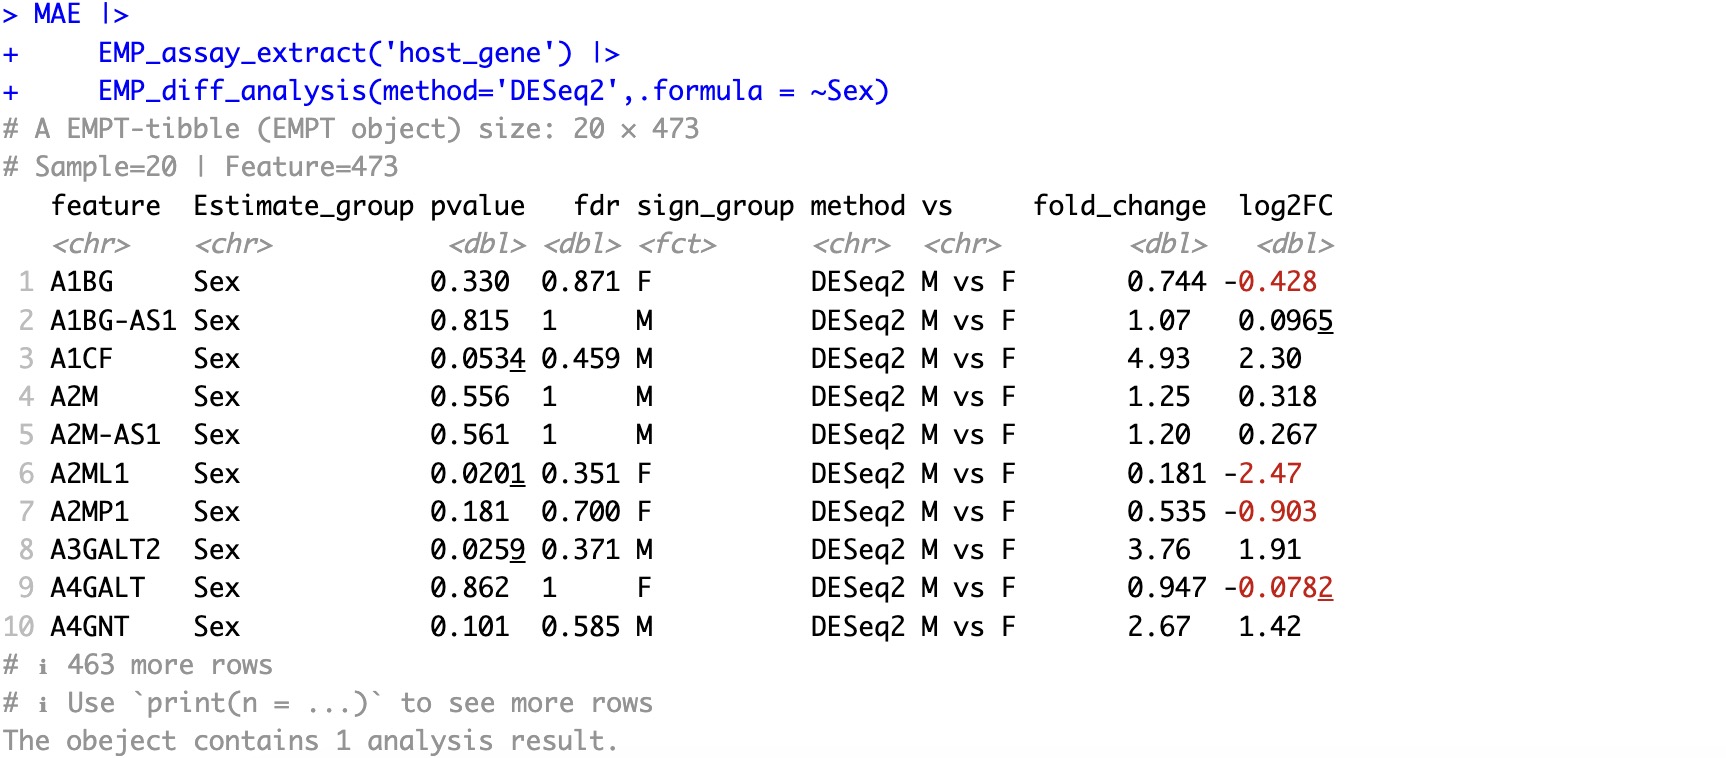 > MAE |>
+     EMP_assay_extract('host_gene') |>
+     EMP_diff_analysis(method='DESeq2',.formula = ~Sex)
# A EMPT-tibble (EMPT object) size: 20 × 473
# Sample=20 | Feature=473
   feature  Estimate_group pvalue   fdr sign_group method vs     fold_change  log2FC
   <chr>    <chr>           <dbl> <dbl> <fct>      <chr>  <chr>        <dbl>   <dbl>
 1 A1BG     Sex            0.330  0.871 F          DESeq2 M vs F       0.744 -0.428
 2 A1BG-AS1 Sex            0.815  1     M          DESeq2 M vs F       1.07  0.0965
 3 A1CF     Sex            0.0534 0.459 M          DESeq2 M vs F       4.93  2.30
 4 A2M      Sex            0.556  1     M          DESeq2 M vs F       1.25  0.318
 5 A2M-AS1  Sex            0.561  1     M          DESeq2 M vs F       1.20  0.267
 6 A2ML1    Sex            0.0201 0.351 F          DESeq2 M vs F       0.181 -2.47
 7 A2MP1    Sex            0.181  0.700 F          DESeq2 M vs F       0.535 -0.903
 8 A3GALT2  Sex            0.0259 0.371 M          DESeq2 M vs F       3.76  1.91
 9 A4GALT   Sex            0.862  1     F          DESeq2 M vs F       0.947 -0.0782
10 A4GNT    Sex            0.101  0.585 M          DESeq2 M vs F       2.67  1.42
# ℹ 463 more rows
# ℹ Use `print(n = ...)` to see more rows
The obeject contains 1 analysis result.